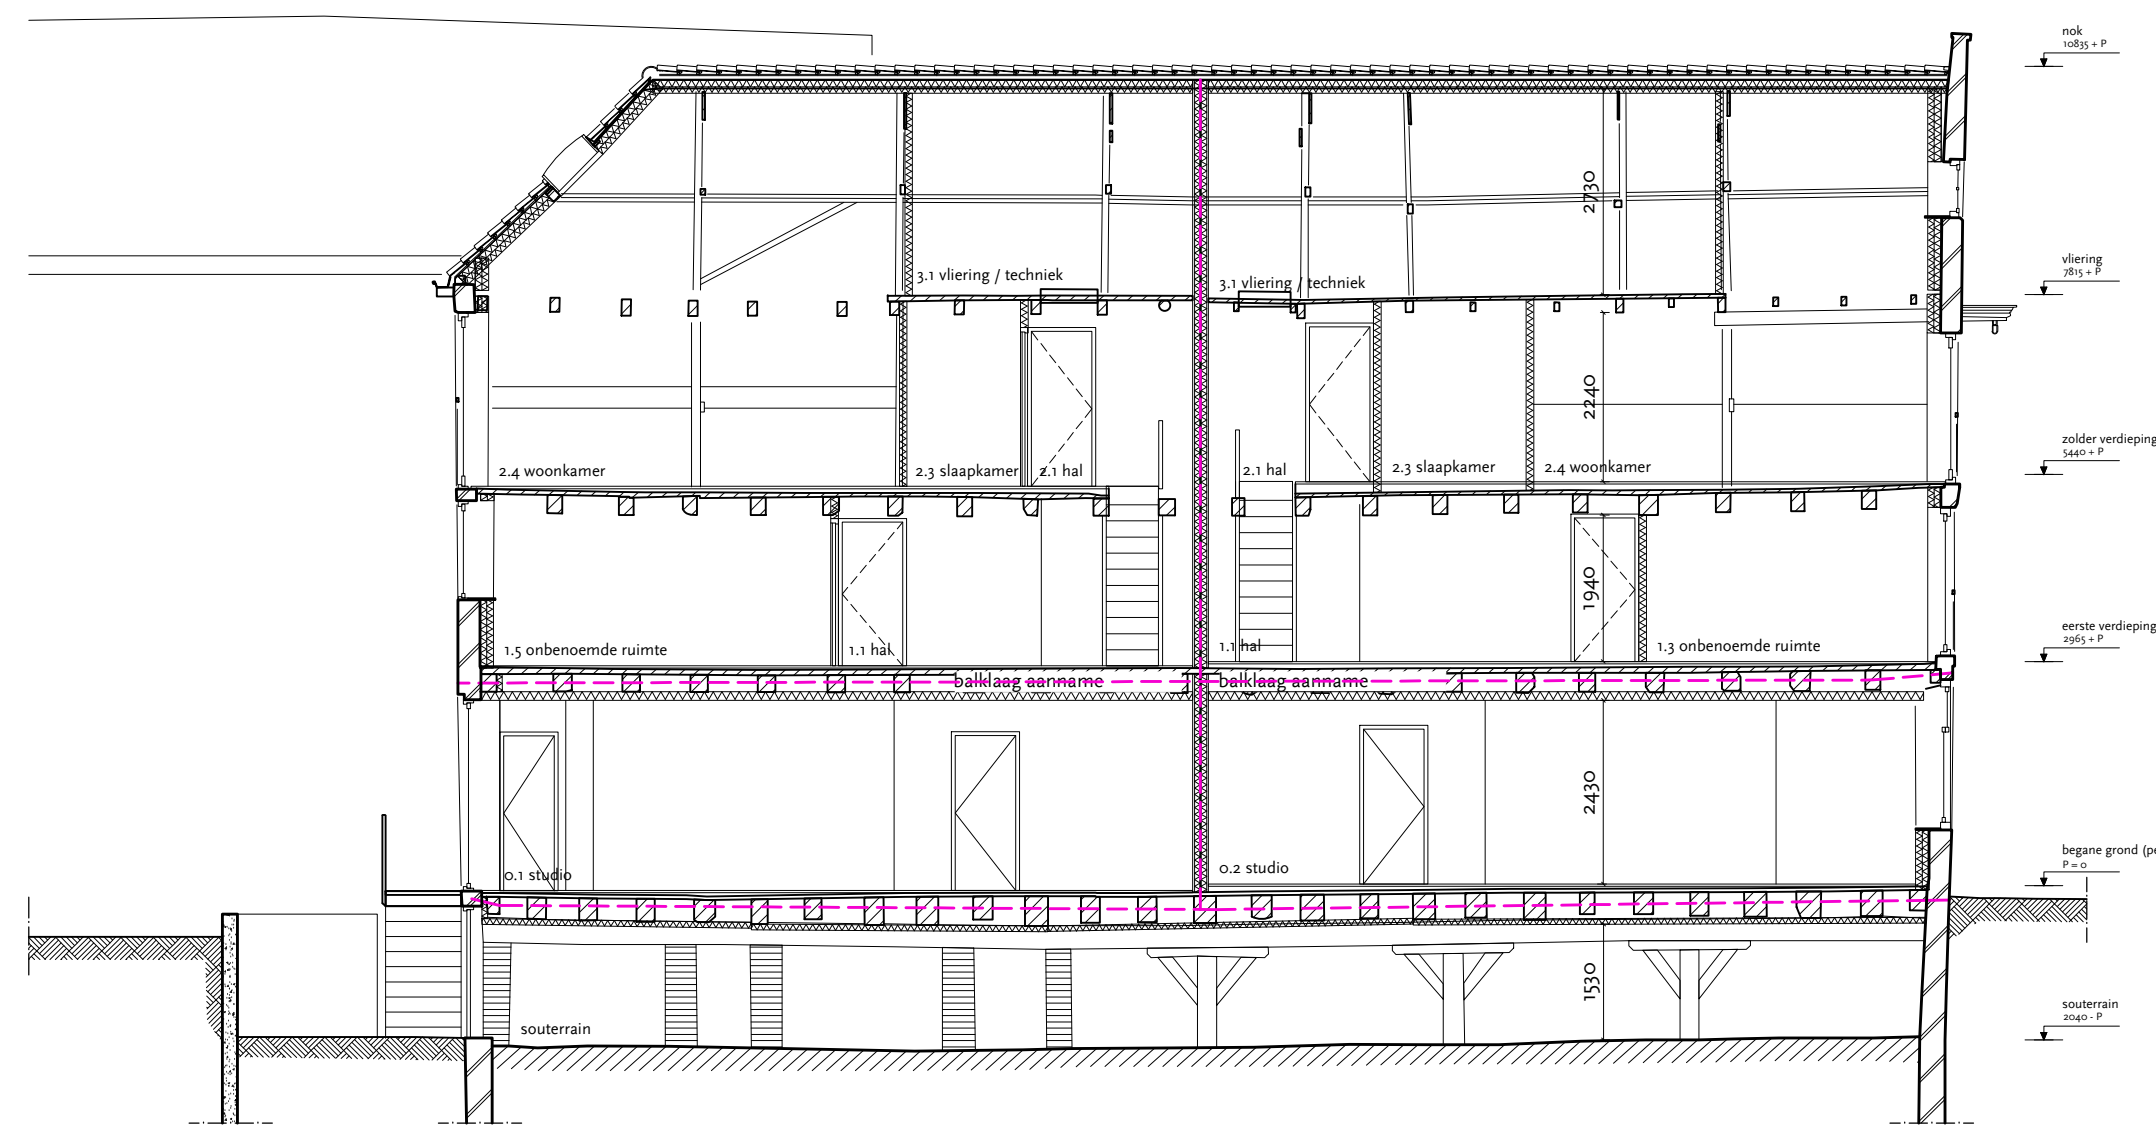 nok
10835 + P
2730
3.1 vliering / techniek
3.1 vliering / techniek
vliering
7815 + P
2240
zolder verdieping
5440 + P
2.4 woonkamer
2.3 slaapkamer
2.1 hal
2.1 hal
2.3 slaapkamer
2.4 woonkamer
1940
eerste verdieping
2965 + P
1.5 onbenoemde ruimte
1.1 hal
1.1 hal
1.3 onbenoemde ruimte
balklaag aanname
balklaag aanname
2430
begane grond (pe
P = 0
0.1 studio
0.2 studio
1530
souterrain
2040 - P
souterrain